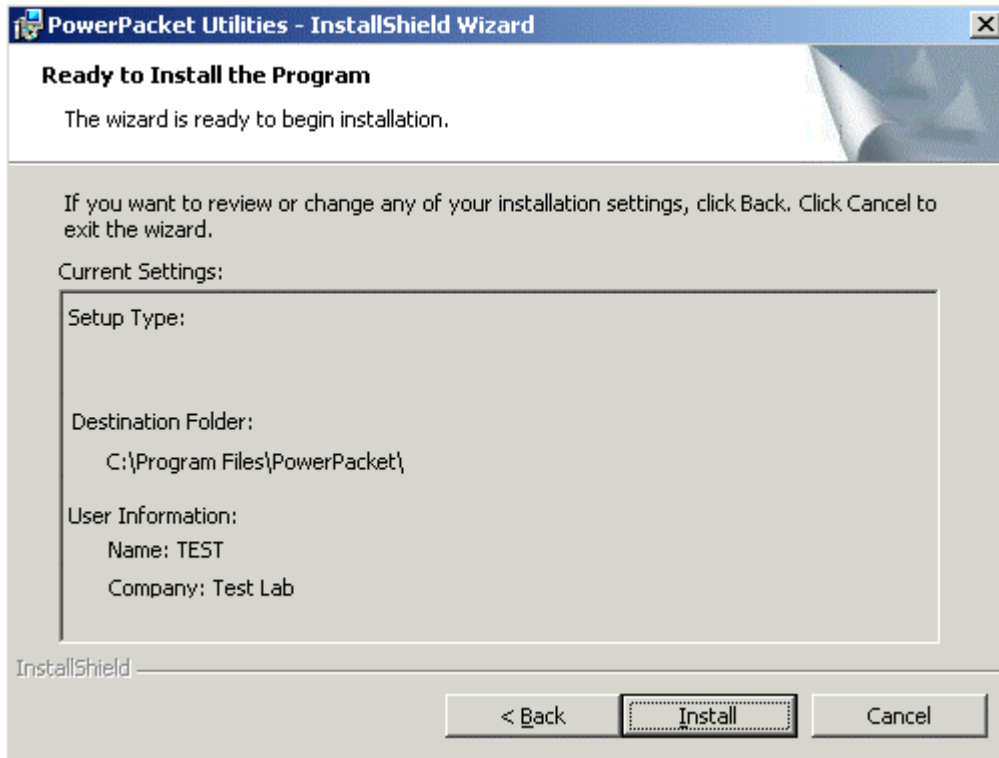 PowerPacket Utilities - InstallShield Wizard
Ready to Install the Program
The wizard is ready to begin installation.
If you want to review or change any of your installation settings, click Back. Click Cancel to
exit the wizard.
Current Settings:
Setup Type:
Destination Folder:
C:\Program Files\PowerPacket\
User Information:
Name: TEST
Company: Test Lab
InstallShield
< Back
Install
Cancel